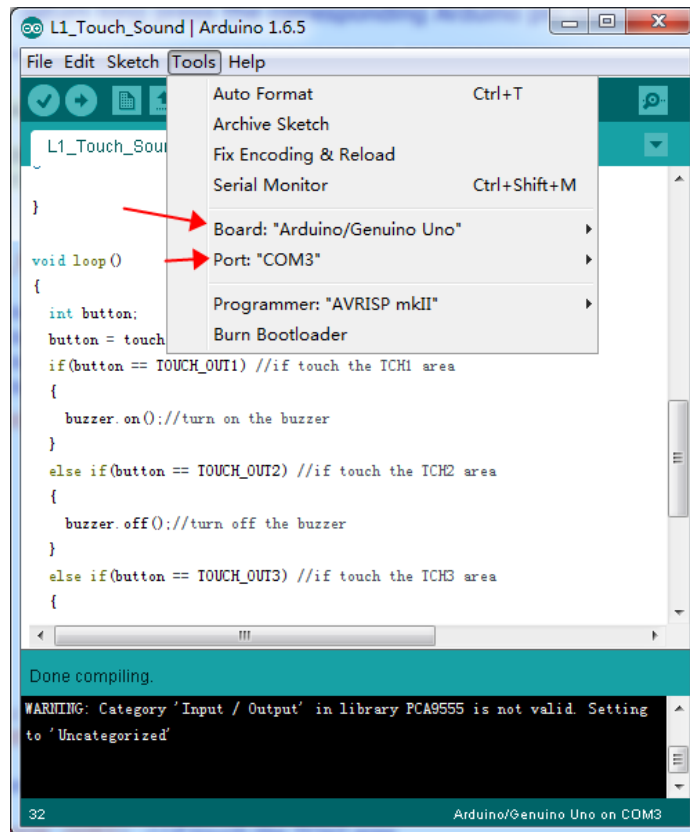 L1_Touch_Sound | Arduino 1.6.5
File Edit Sketch Tools Help
Auto Format Ctrl+T
Archive Sketch
L1_Touch_Soun
Fix Encoding & Reload
Serial Monitor Ctrl+Shift+M
}
Board: "Arduino/Genuino Uno"
void loop()
Port: "COM3"
{
int button;
Programmer: "AVRISP mkII"
button = touch
Burn Bootloader
if(button == TOUCH_OUT1) //if touch the TCH1 area
{
buzzer.on();//turn on the buzzer
}
else if(button == TOUCH_OUT2) //if touch the TCH2 area
{
buzzer.off();//turn off the buzzer
}
else if(button == TOUCH_OUT3) //if touch the TCH3 area
{
Done compiling.
WARNING: Category 'Input / Output' in library PCA9555 is not valid. Setting
to 'Uncategorized'
32 Arduino/Genuino Uno on COM3